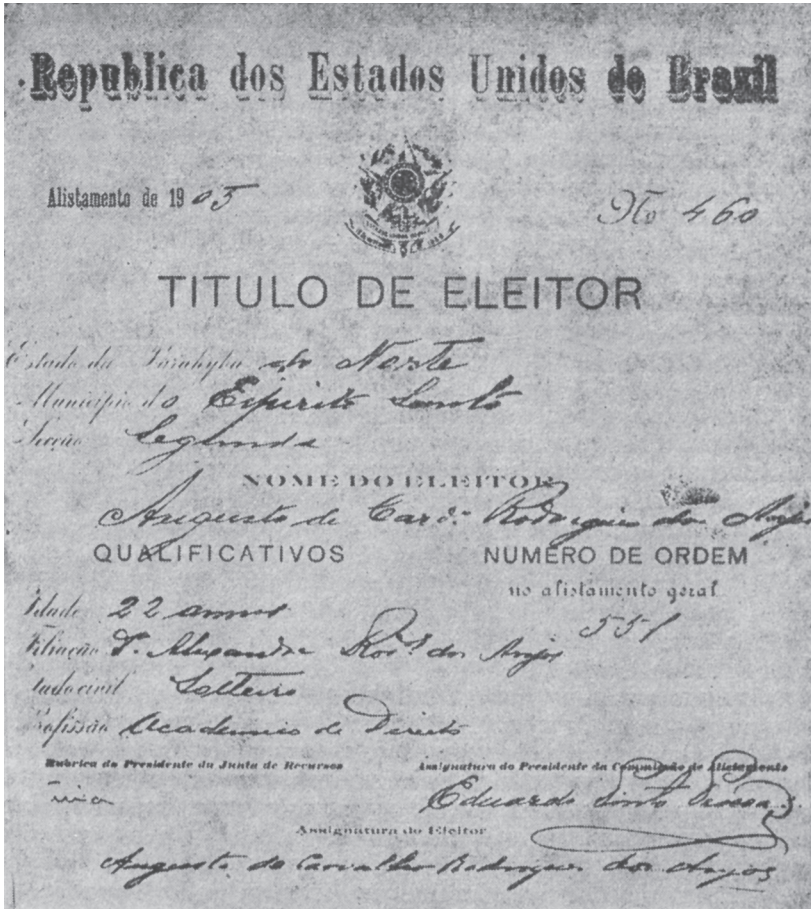 Republica dos Estados Unidos do Brazil
Alistamento de 1905
No 460
TITULO DE ELEITOR
Estado da Parahyba do Norte
Municipio do Espirito Santo
Secção Segunda
NOME DO ELEITOR
Augusto de Carv.º Rodrigues dos Anjos
QUALIFICATIVOS
NUMERO DE ORDEM
no alistamento geral
551
Idade 22 annos
Filiação D. Alexandre Rod. dos Anjos
Estado civil Solteiro
Profissão Academico de Direito
Rubrica do Presidente da Junta de Recursos
Assignatura do Presidente da Commissão de Alistamento
Eduardo Pinto
Assignatura do Eleitor
Augusto de Carvalho Rodrigues dos Anjos